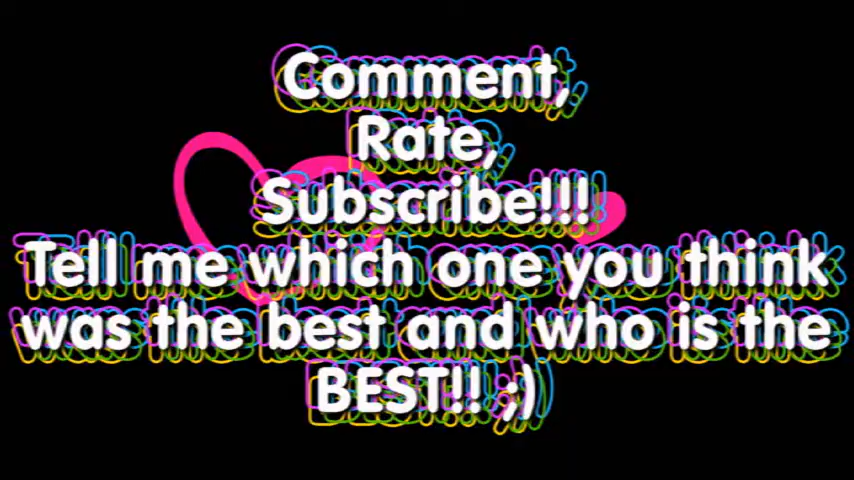 Comment,
Rate,
Subscribe!!!
Tell me which one you think
was the best and who is the
BEST!! ;)